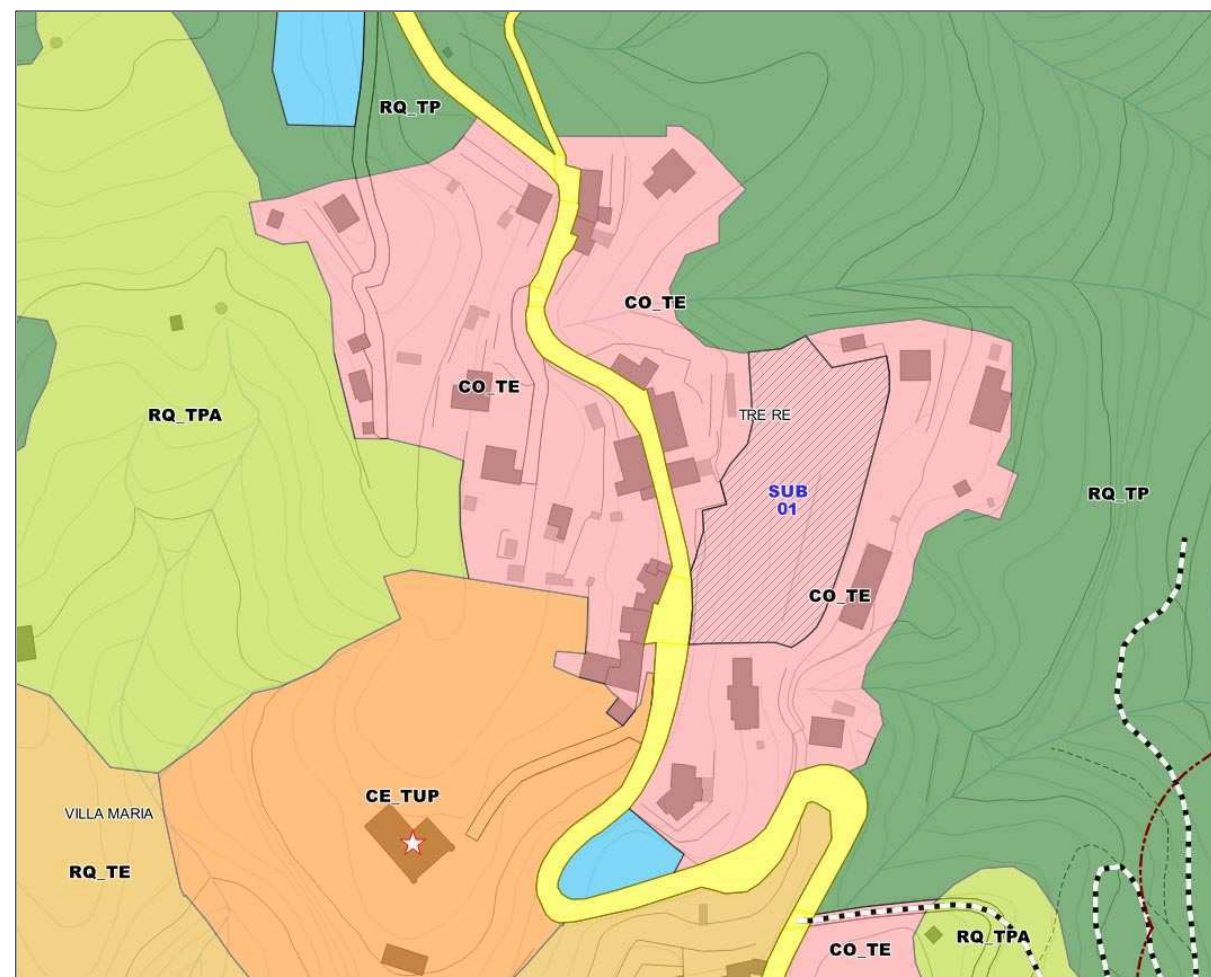 RQ_TP
CO_TE
CO_TE
RQ_TPA
TRE RE
SUB
01
RQ_TP
CO_TE
CE_TUP
VILLA MARIA
RQ_TE
RQ_TPA
CO_TE